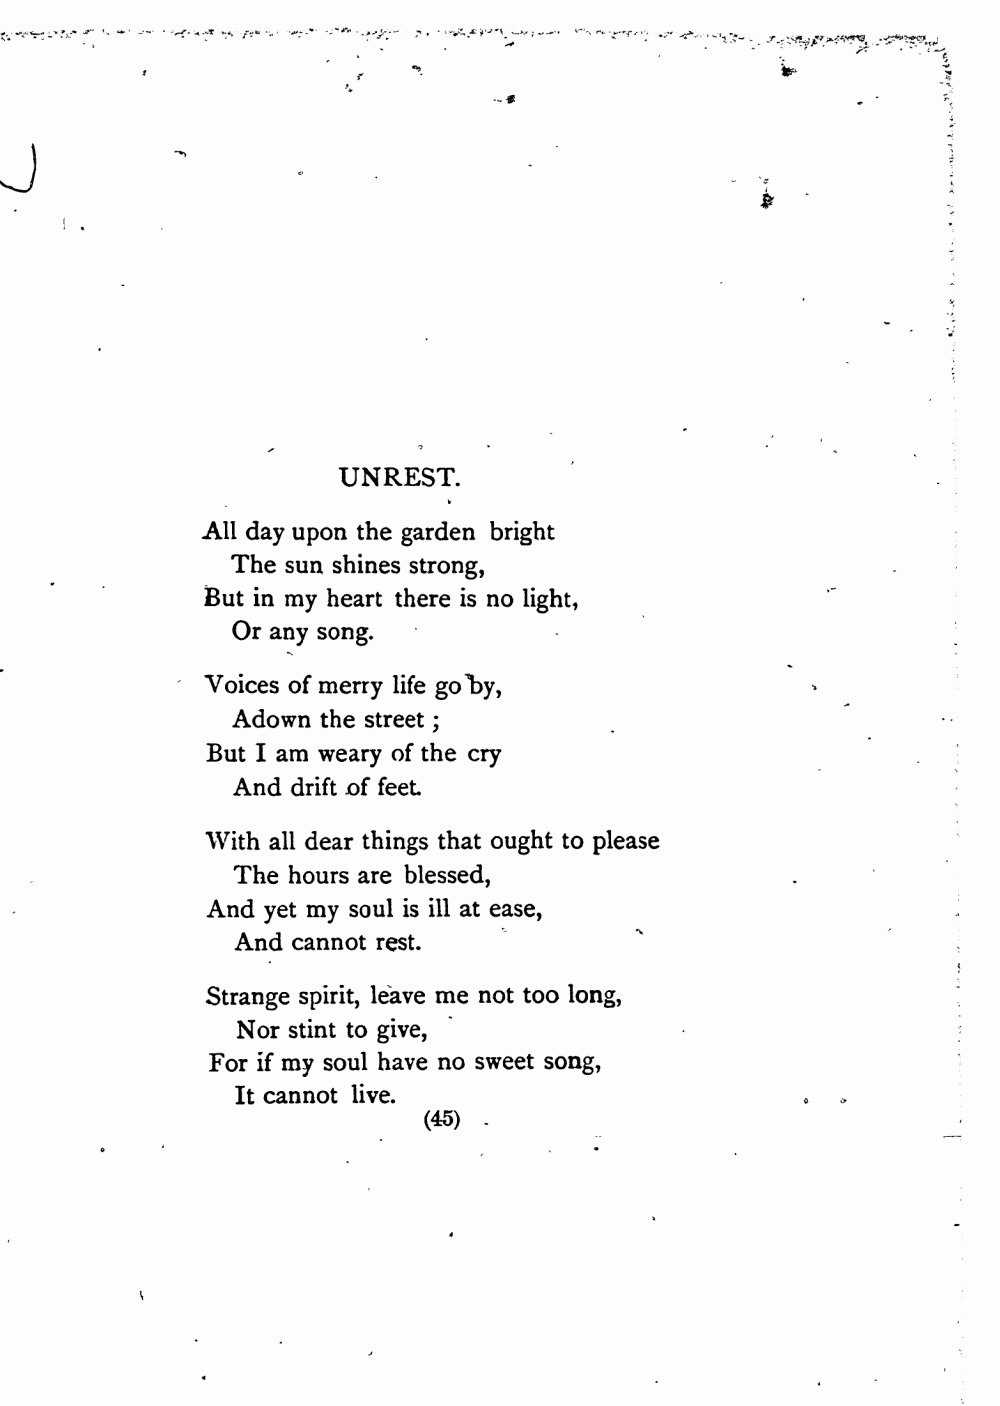 UNREST.
All day upon the garden bright
The sun shines strong,
But in my heart there is no light,
Or any song.
Voices of merry life go by,
Adown the street ;
But I am weary of the cry
And drift of feet.
With all dear things that ought to please
The hours are blessed,
And yet my soul is ill at ease,
And cannot rest.
Strange spirit, leave me not too long,
Nor stint to give,
For if my soul have no sweet song,
It cannot live.
(45)